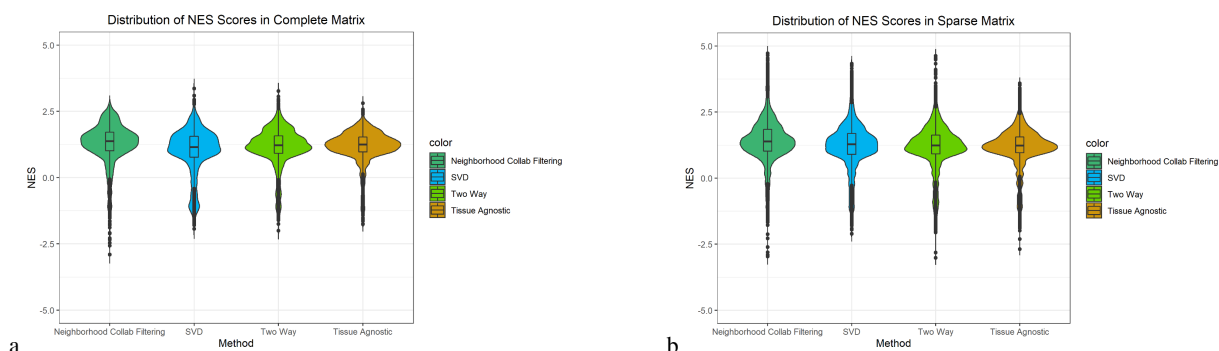 Distribution of NES Scores in Complete Matrix
5.0
2.5
0.0
-2.5
-5.0
NES
Neighborhood Collab Filtering
SVD
Two Way
Tissue Agnostic
Method
color
Neighborhood Collab Filtering
SVD
Two Way
Tissue Agnostic
a
Distribution of NES Scores in Sparse Matrix
5.0
2.5
0.0
-2.5
-5.0
NES
Neighborhood Collab Filtering
SVD
Two Way
Tissue Agnostic
Method
color
Neighborhood Collab Filtering
SVD
Two Way
Tissue Agnostic
b